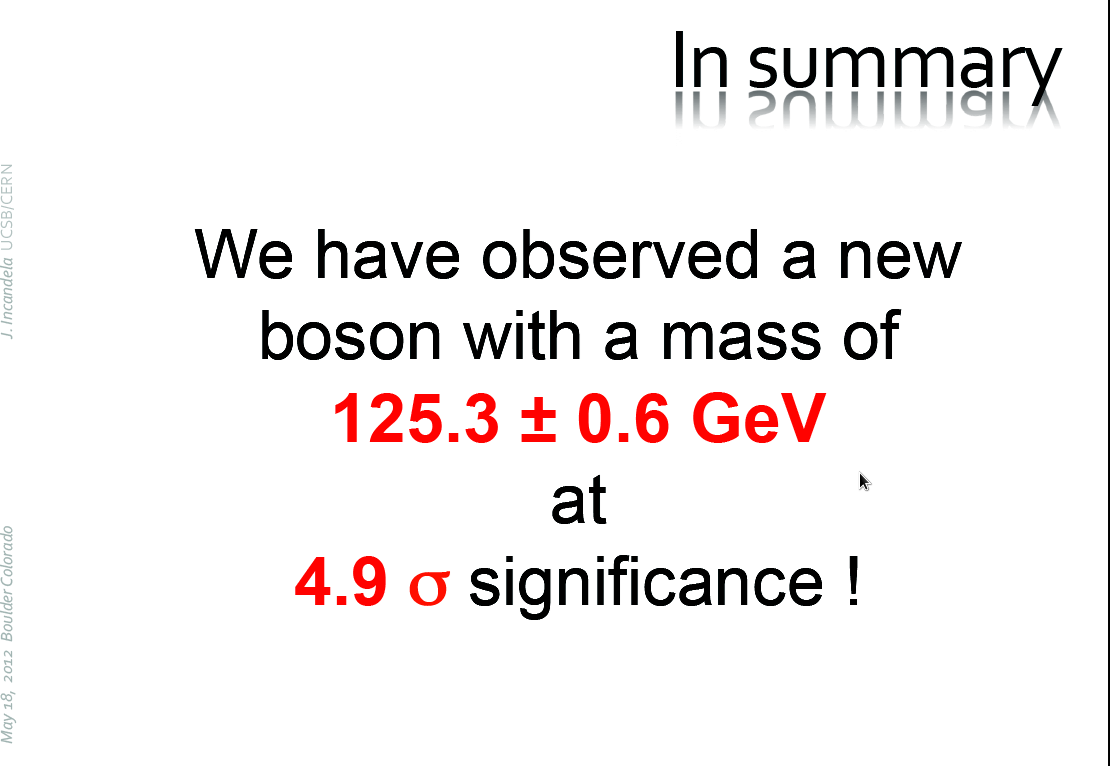 In summary
We have observed a new
boson with a mass of
125.3 ± 0.6 GeV
at
4.9 σ significance !
J. Incandela UCSB/CERN
May 18, 2012 Boulder Colorado